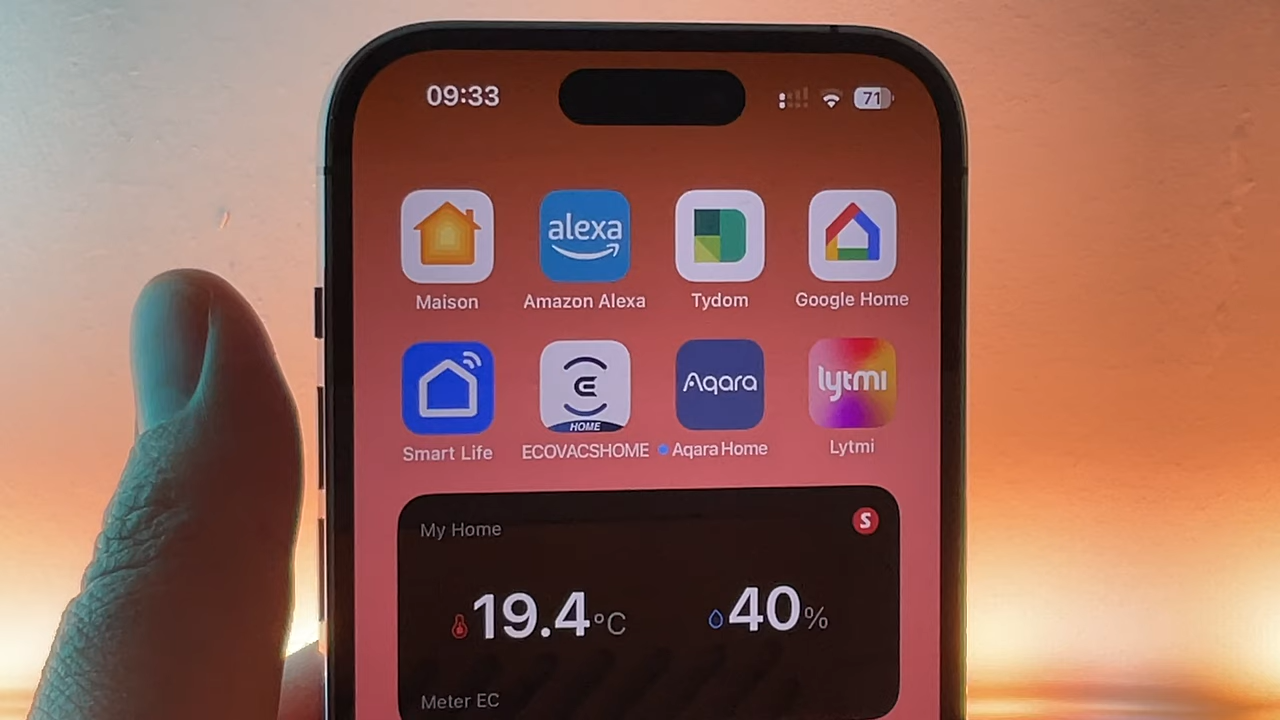 09:33 71
alexa
Maison Amazon Alexa Tydom Google Home
HOME Aqara lytmi
Smart Life ECOVACSHOME Aqara Home Lytmi
My Home S
19.4°C 40%
Meter EC